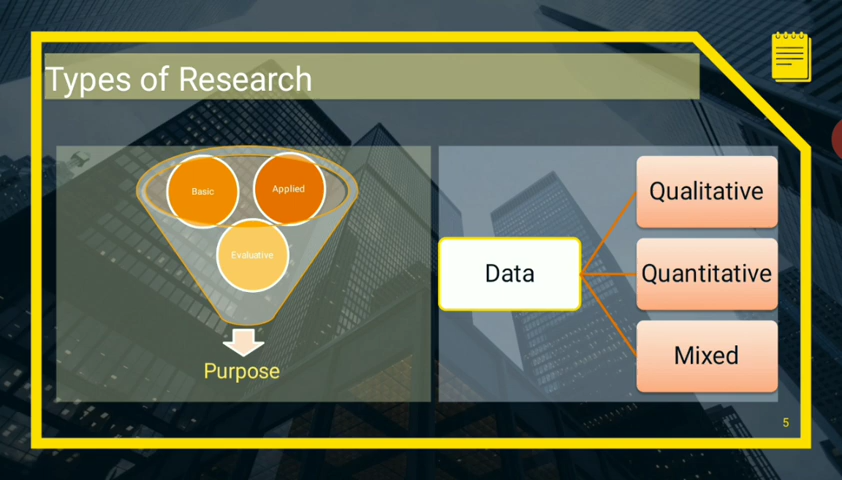 Types of Research
Basic
Applied
Evaluative
Purpose
Data
Qualitative
Quantitative
Mixed
5